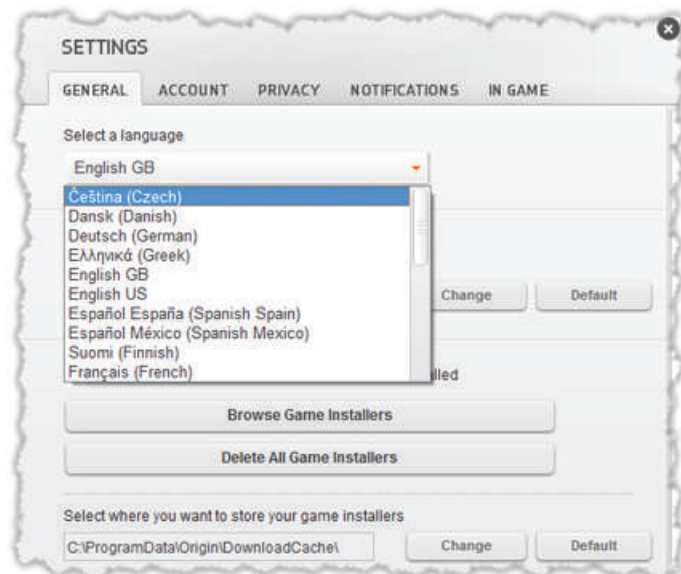 SETTINGS
GENERAL ACCOUNT PRIVACY NOTIFICATIONS IN GAME
Select a language
English GB
Čeština (Czech)
Dansk (Danish)
Deutsch (German)
Ελληνικά (Greek)
English GB
English US
Español España (Spanish Spain)
Español México (Spanish Mexico)
Suomi (Finnish)
Français (French)
Change Default
Browse Game Installers
Delete All Game Installers
Select where you want to store your game installers
C:\ProgramData\Origin\DownloadCache\ Change Default